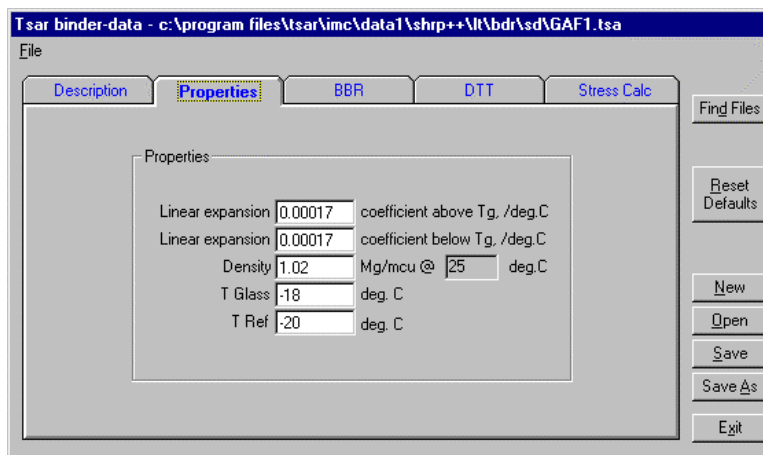 Tsar binder-data - c:\program files\tsar\imc\data1\shrp++\lt\bdr\sd\GAF1.tsa
File
Description Properties BBR DTT Stress Calc
Find Files
Reset Defaults
New
Open
Save
Save As
Exit
Properties
Linear expansion 0.00017 coefficient above Tg, /deg.C
Linear expansion 0.00017 coefficient below Tg, /deg.C
Density 1.02 Mg/mcu @ 25 deg.C
T Glass -18 deg. C
T Ref -20 deg. C